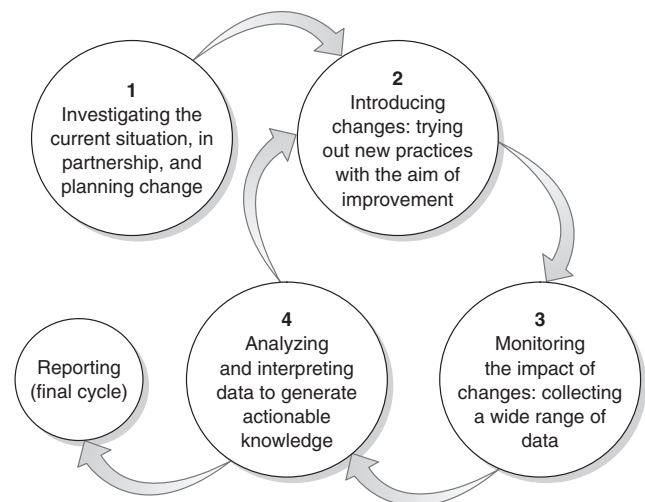 1
Investigating the
current situation, in
partnership, and
planning change
2
Introducing
changes: trying
out new practices
with the aim of
improvement
3
Monitoring
the impact of
changes: collecting
a wide range of
data
4
Analyzing
and interpreting
data to generate
actionable
knowledge
Reporting
(final cycle)